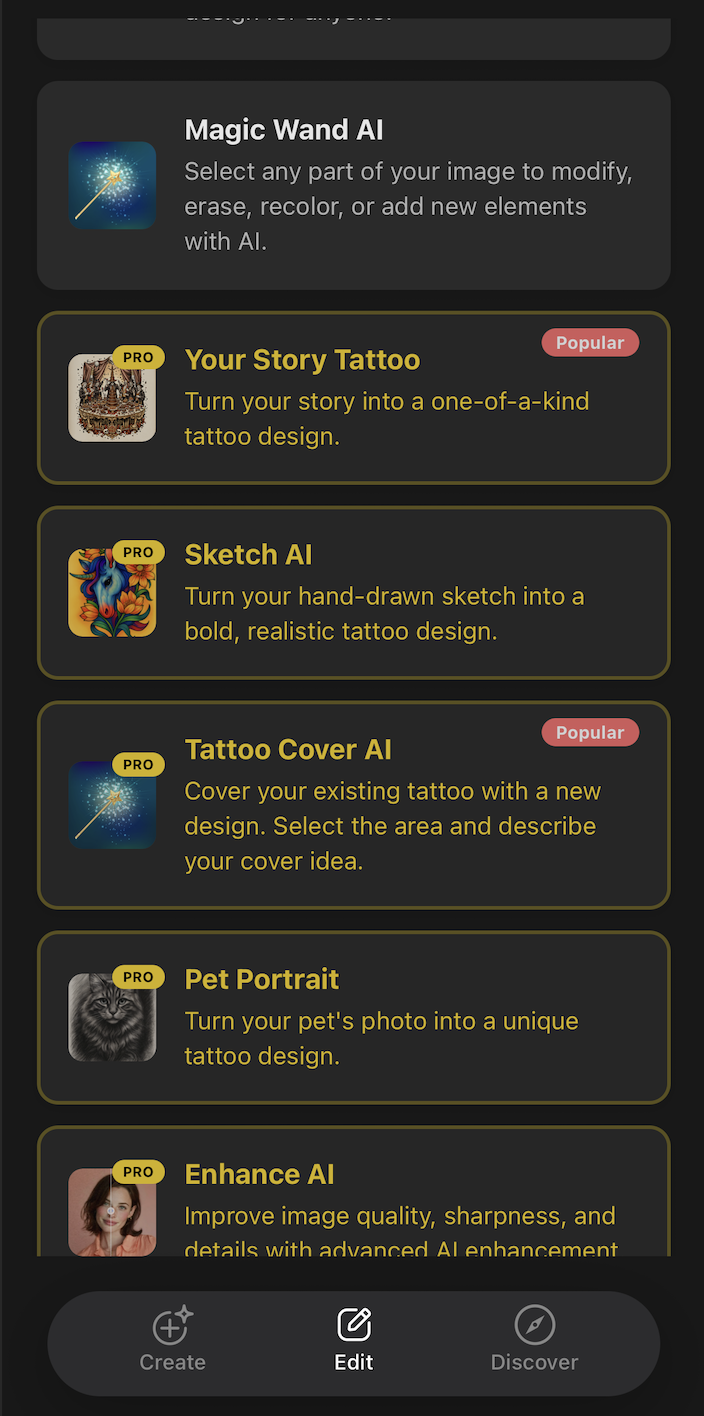 Magic Wand AI
Select any part of your image to modify,
erase, recolor, or add new elements
with AI.
Popular
PRO
Your Story Tattoo
Turn your story into a one-of-a-kind
tattoo design.
PRO
Sketch AI
Turn your hand-drawn sketch into a
bold, realistic tattoo design.
Popular
PRO
Tattoo Cover AI
Cover your existing tattoo with a new
design. Select the area and describe
your cover idea.
PRO
Pet Portrait
Turn your pet's photo into a unique
tattoo design.
PRO
Enhance AI
Improve image quality, sharpness, and
details with advanced AI enhancement
Create
Edit
Discover